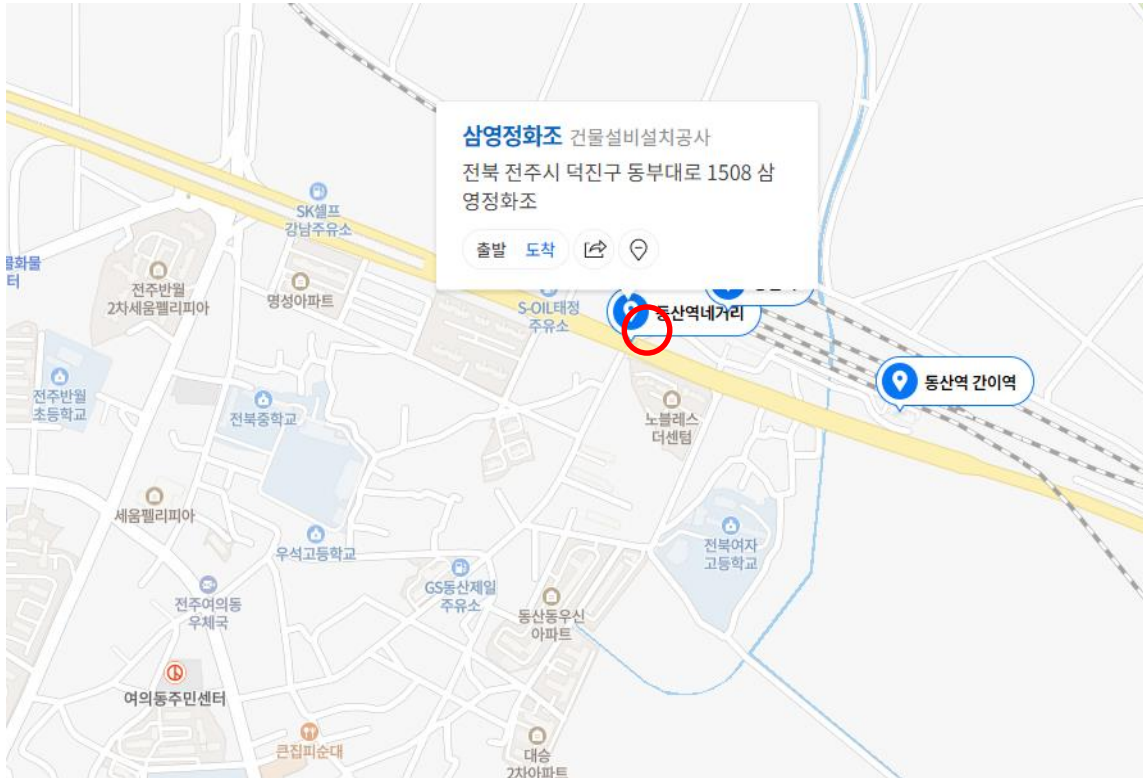 삼영정화조 건물설비설치공사
전북 전주시 덕진구 동부대로 1508 삼
영정화조
출발 도착
SK셀프
강남주유소
전주반월
2차세움펠리피아
명성아파트
S-OIL태정
주유소
동산역네거리
동산역 간이역
전주반월
초등학교
전북중학교
노블레스
더센텀
세움펠리피아
우석고등학교
전북여자
고등학교
GS동산제일
주유소
전주여의동
우체국
동산동우신
아파트
여의동주민센터
큰집피순대
대승
2차아파트